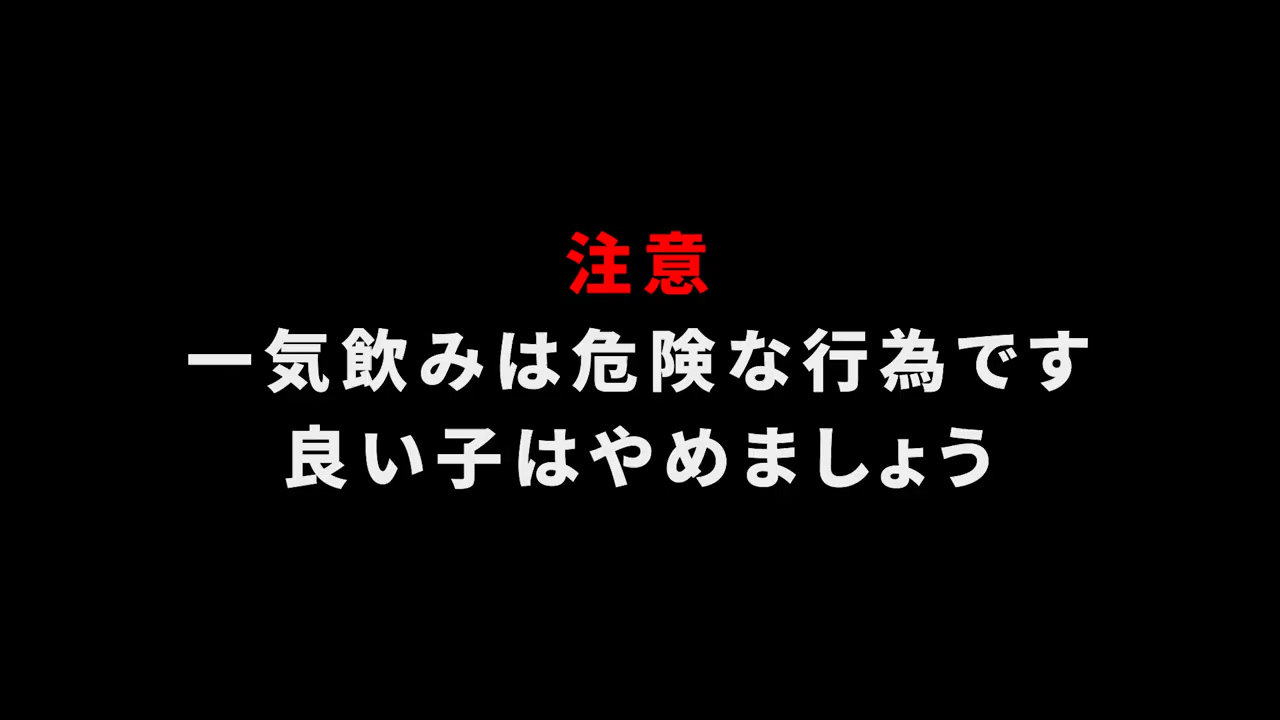 注意
一気飲みは危険な行為です
良い子はやめましょう